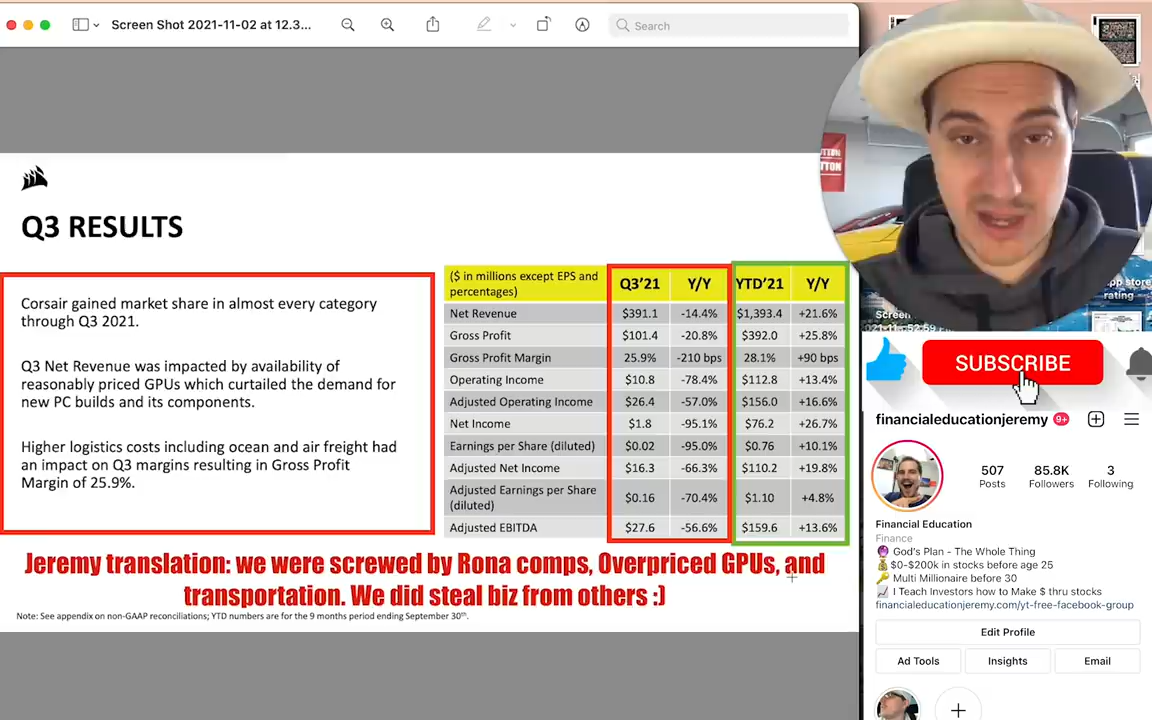 Screen Shot 2021-11-02 at 12.3...
Search
Q3 RESULTS
Corsair gained market share in almost every category
through Q3 2021.
Q3 Net Revenue was impacted by availability of
reasonably priced GPUs which curtailed the demand for
new PC builds and its components.
Higher logistics costs including ocean and air freight had
an impact on Q3 margins resulting in Gross Profit
Margin of 25.9%.
($ in millions except EPS and
percentages) Q3'21 Y/Y YTD'21 Y/Y
Net Revenue $391.1 -14.4% $1,393.4 +21.6%
Gross Profit $101.4 -20.8% $392.0 +25.8%
Gross Profit Margin 25.9% -210 bps 28.1% +90 bps
Operating Income $10.8 -78.4% $112.8 +13.4%
Adjusted Operating Income $26.4 -57.0% $156.0 +16.6%
Net Income $1.8 -95.1% $76.2 +26.7%
Earnings per Share (diluted) $0.02 -95.0% $0.76 +10.1%
Adjusted Net Income $16.3 -66.3% $110.2 +19.8%
Adjusted Earnings per Share
(diluted) $0.16 -70.4% $1.10 +4.8%
Adjusted EBITDA $27.6 -56.6% $159.6 +13.6%
Jeremy translation: we were screwed by Rona comps, Overpriced GPUs, and
transportation. We did steal biz from others :)
Note: See appendix on non-GAAP reconciliations; YTD numbers are for the 9 months period ending September 30th.
TTON
TTON
pp store
rating
Screen
SUBSCRIBE
financialeducationjeremy 9+
507 85.8K 3
Posts Followers Following
Financial Education
Finance
🔮 God's Plan - The Whole Thing
💰 $0-$200k in stocks before age 25
🔑 Multi Millionaire before 30
📈 I Teach Investors how to Make $ thru stocks
financialeducationjeremy.com/yt-free-facebook-group
Edit Profile
Ad Tools Insights Email